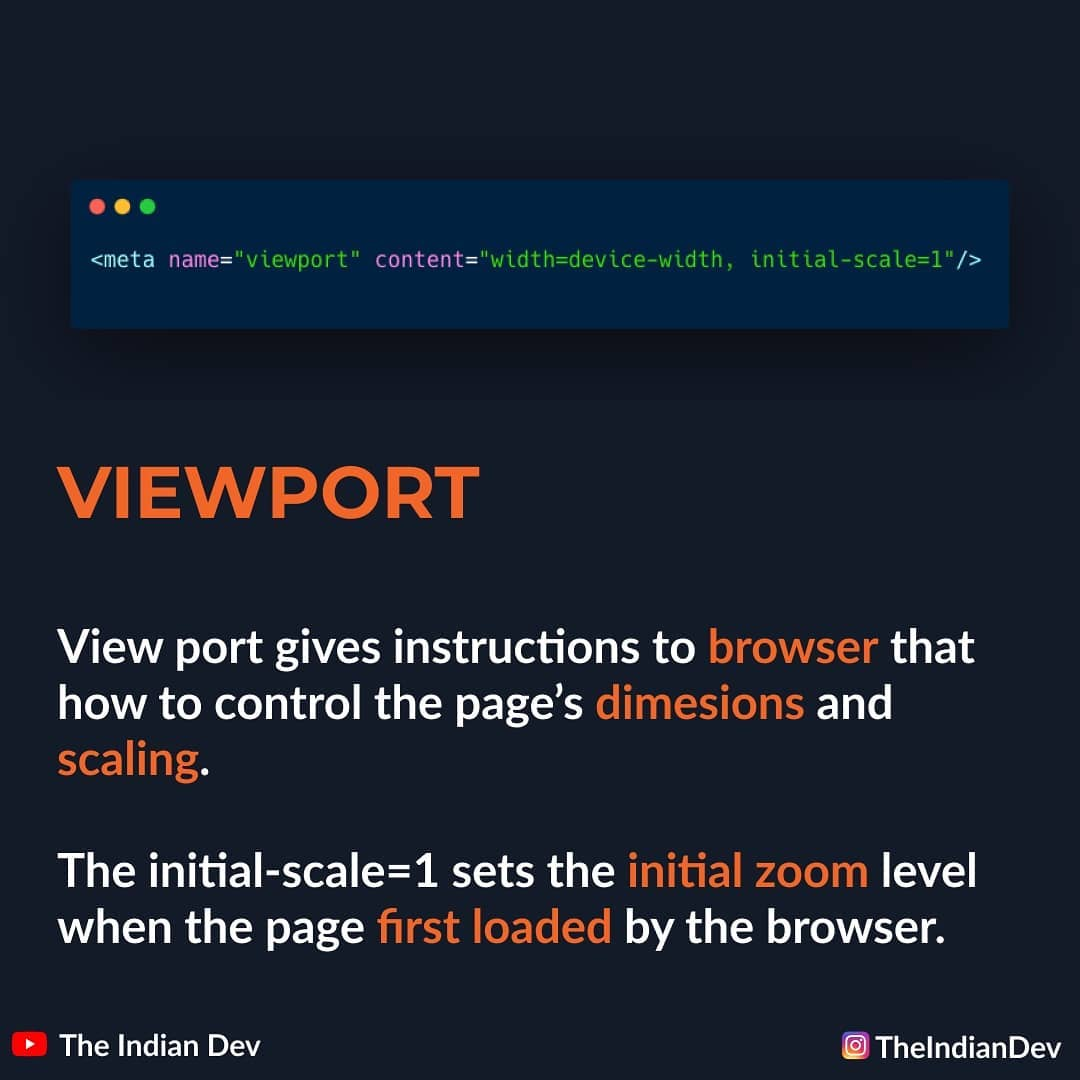 <meta name="viewport" content="width=device-width, initial-scale=1"/>
VIEWPORT
View port gives instructions to browser that
how to control the page’s dimesions and
scaling.
The initial-scale=1 sets the initial zoom level
when the page first loaded by the browser.
The Indian Dev
TheIndianDev